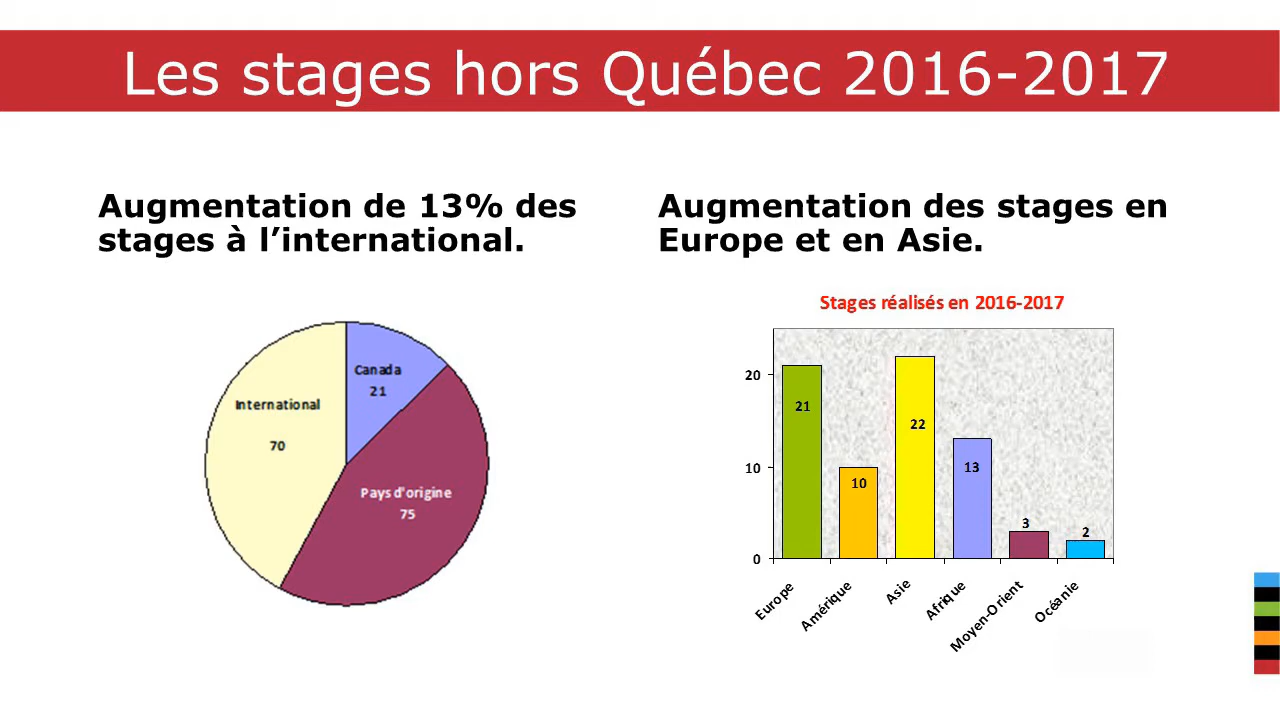 Les stages hors Québec 2016-2017
Augmentation de 13% des
stages à l’international.
Canada
21
International
70
Pays d'origine
75
Augmentation des stages en
Europe et en Asie.
Stages réalisés en 2016-2017
20
10
0
21
10
22
13
3
2
Europe
Amérique
Asie
Afrique
Moyen-Orient
Océanie